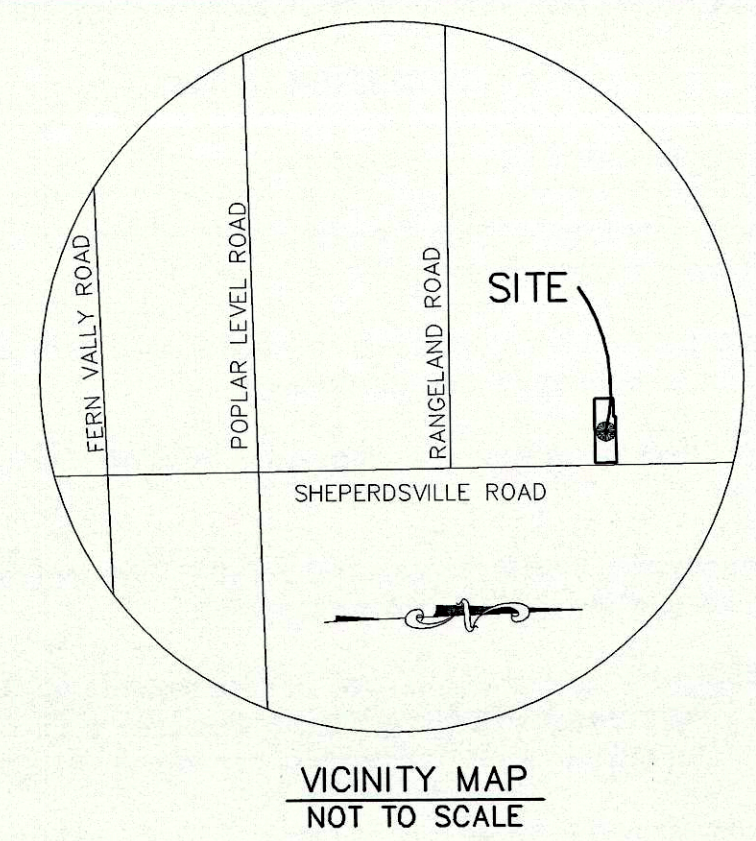 FERN VALLY ROAD
POPLAR LEVEL ROAD
RANGELAND ROAD
SITE
SHEPERDSVILLE ROAD
N
VICINITY MAP
NOT TO SCALE